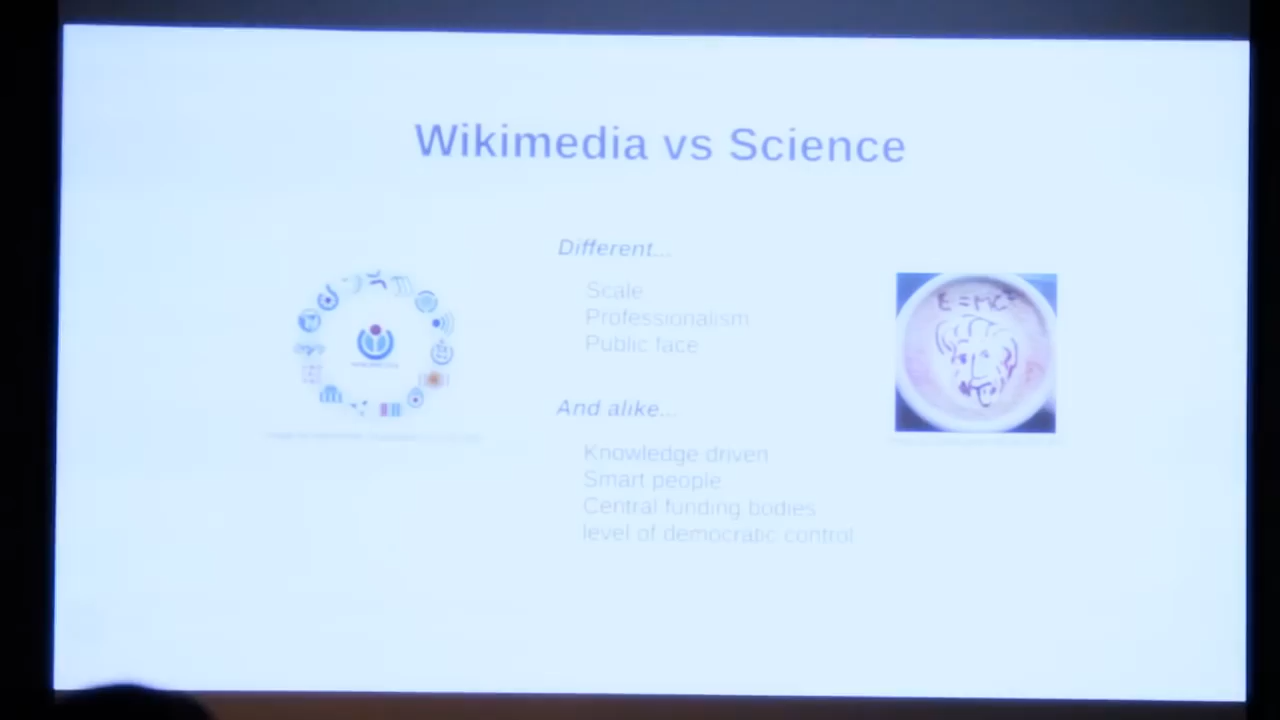 Wikimedia vs Science
Different...
Scale
Professionalism
Public face
And alike...
Knowledge driven
Smart people
Central funding bodies
level of democratic control
E=MC²